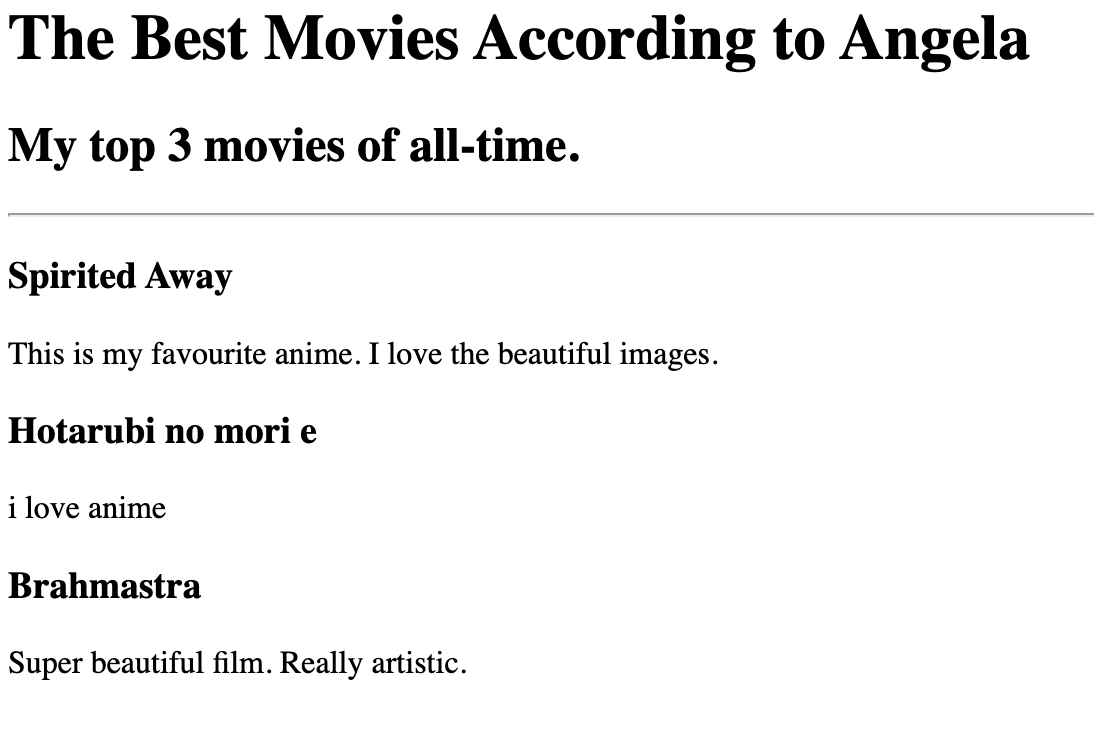 The Best Movies According to Angela
My top 3 movies of all-time.
Spirited Away
This is my favourite anime. I love the beautiful images.
Hotarubi no mori e
i love anime
Brahmastra
Super beautiful film. Really artistic.